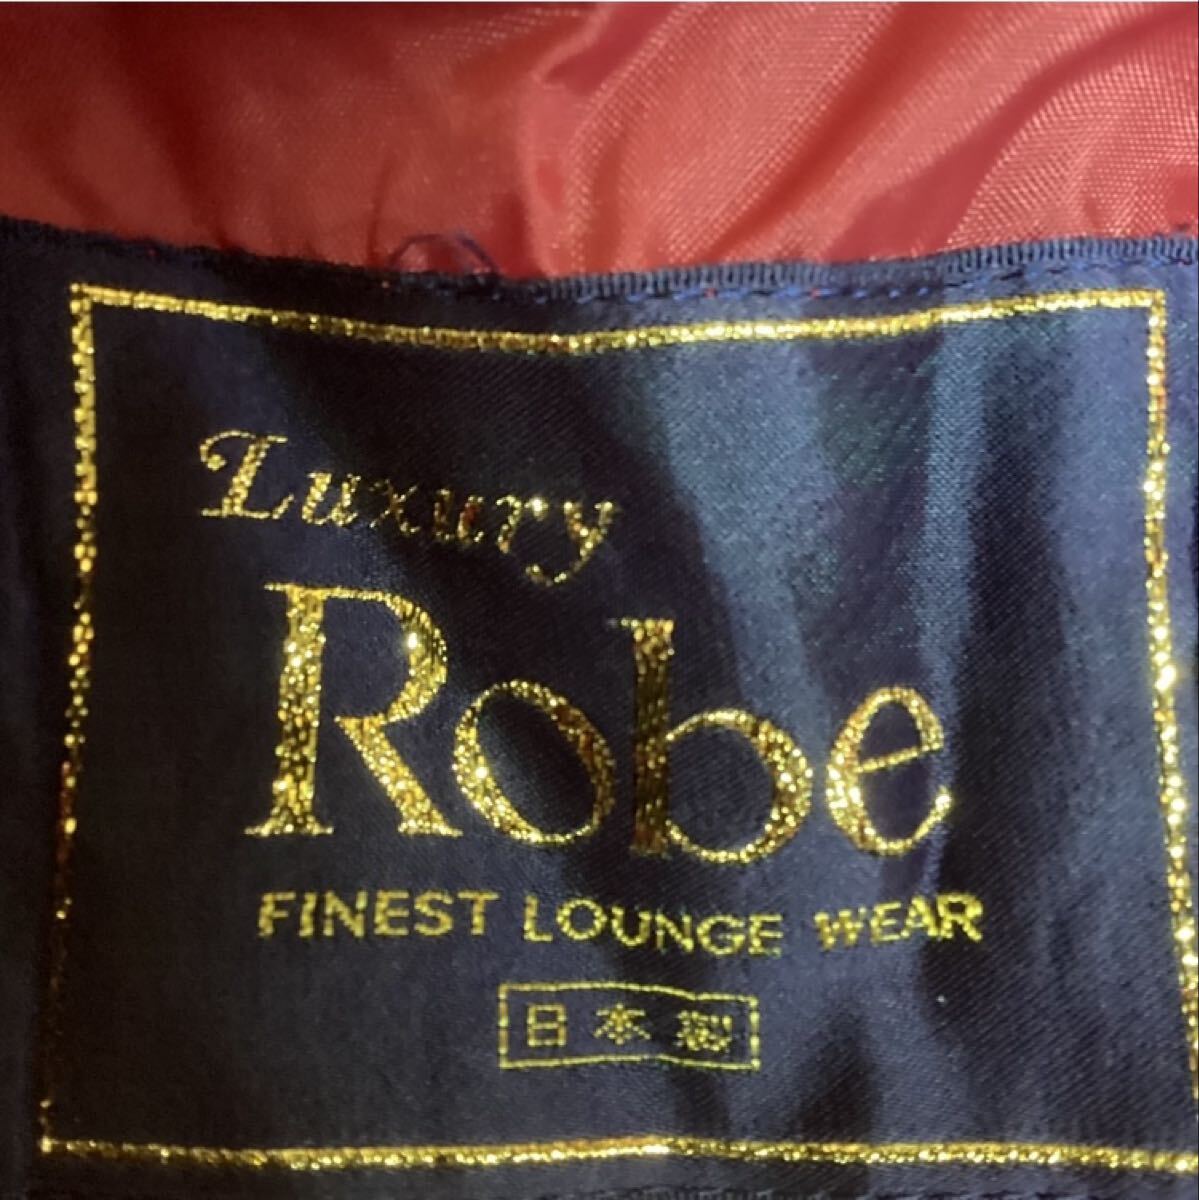 Luxury
Robe
FINEST LOUNGE WEAR
日本製